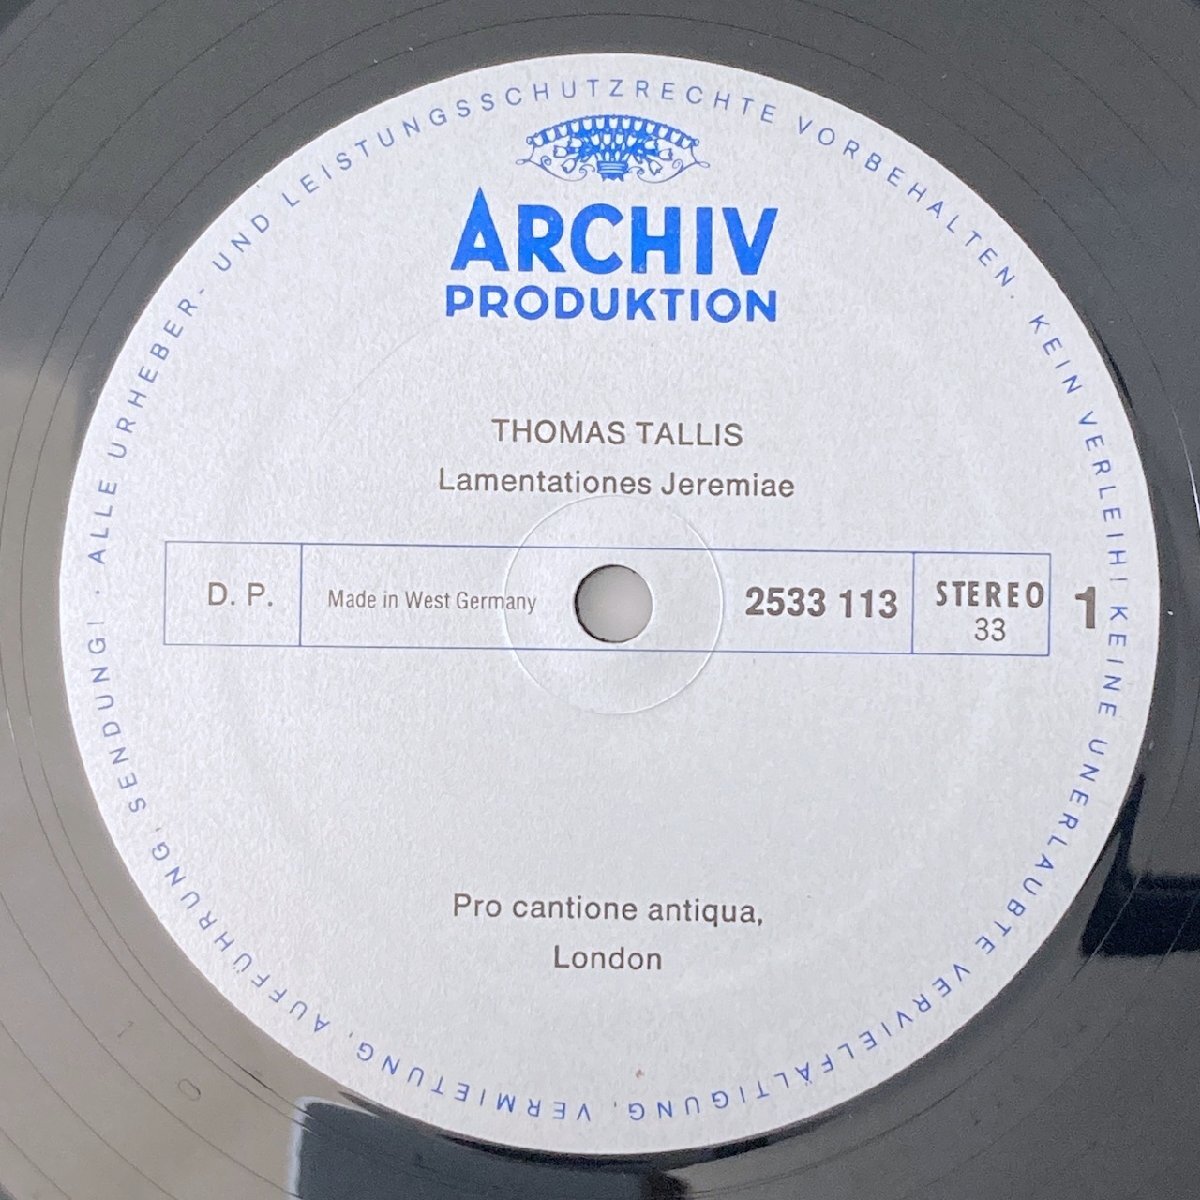 ALLE URHEBER- UND LEISTUNGSSCHUTZRECHTE VORBEHALTEN. KEIN VERLEIH! KEINE UNERLAUBTE VERVIELFÄLTIGUNG, VERMIETUNG, AUFFÜHRUNG, SENDUNG! ·
ARCHIV
PRODUKTION
THOMAS TALLIS
Lamentationes Jeremiae
D. P.
Made in West Germany
2533 113
STEREO
33
1
Pro cantione antiqua,
London